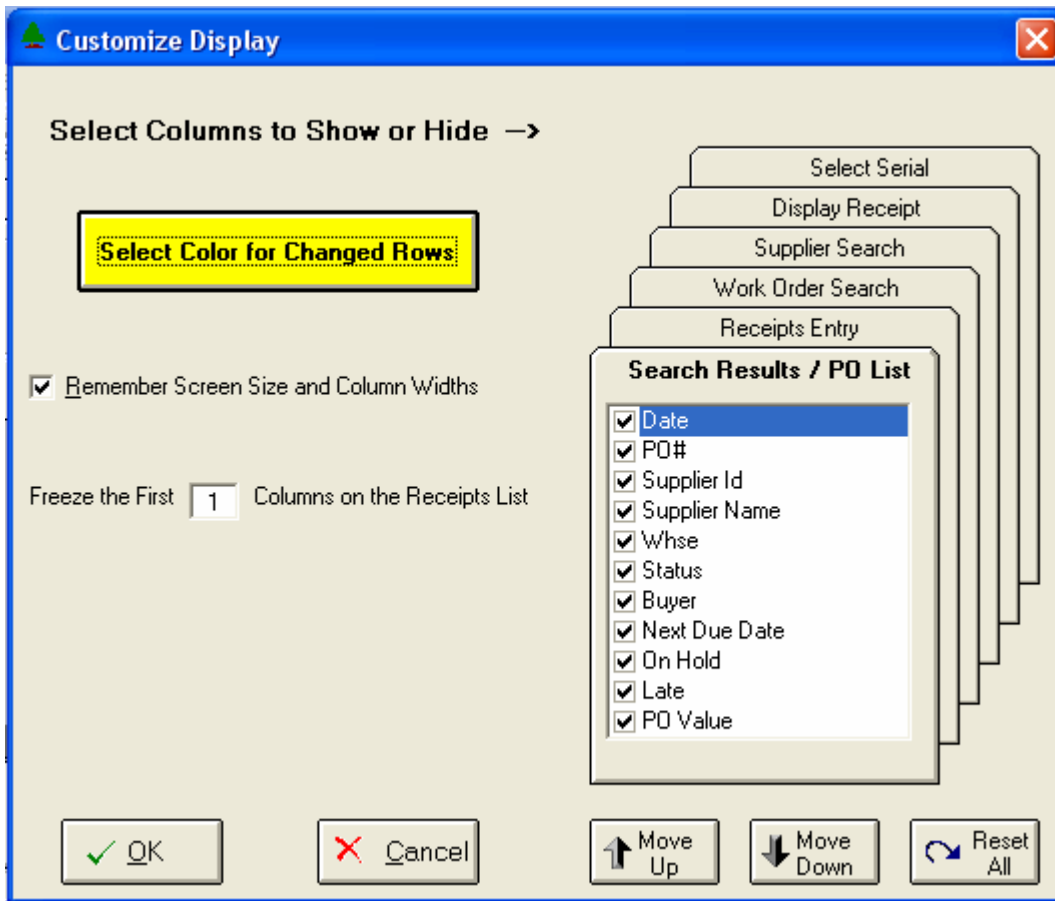 Customize Display
Select Columns to Show or Hide -->
Select Color for Changed Rows
Remember Screen Size and Column Widths
Freeze the First 1 Columns on the Receipts List
Select Serial
Display Receipt
Supplier Search
Work Order Search
Receipts Entry
Search Results / PO List
Date
PO#
Supplier Id
Supplier Name
Whse
Status
Buyer
Next Due Date
On Hold
Late
PO Value
OK
Cancel
Move
Up
Move
Down
Reset
All